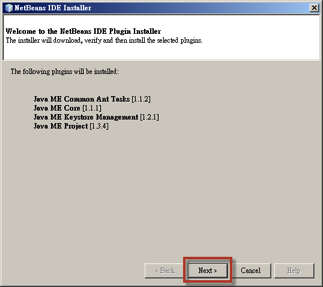 NetBeans IDE Installer
Welcome to the NetBeans IDE Plugin Installer
The installer will download, verify and then install the selected plugins.
The following plugins will be installed:
Java ME Common Ant Tasks [1.1.2]
Java ME Core [1.1.1]
Java ME Keystore Management [1.2.1]
Java ME Project [1.3.4]
< Back Next > Cancel Help